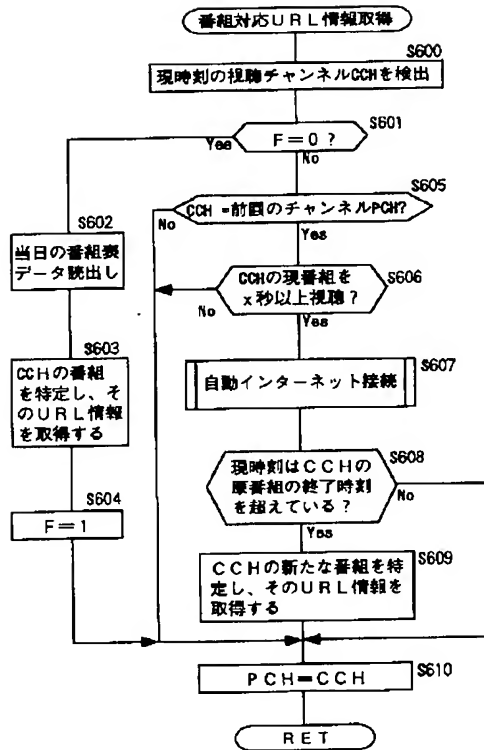 番組対応URL情報取得
S600
現時刻の視聴チャンネルCCHを検出
S601
F=0?
Yes
No
S605
CCH=前回のチャンネルPCH?
No
Yes
S602
当日の番組表
データ読出し
S606
CCHの現番組を
x秒以上視聴?
No
Yes
S603
CCHの番組
を特定し、そ
のURL情報
を取得する
S607
自動インターネット接続
S608
現時刻はCCHの
原番組の終了時刻
を超えている?
No
Yes
S604
F=1
S609
CCHの新たな番組を特
定し、そのURL情報を
取得する
S610
PCH=CCH
RET